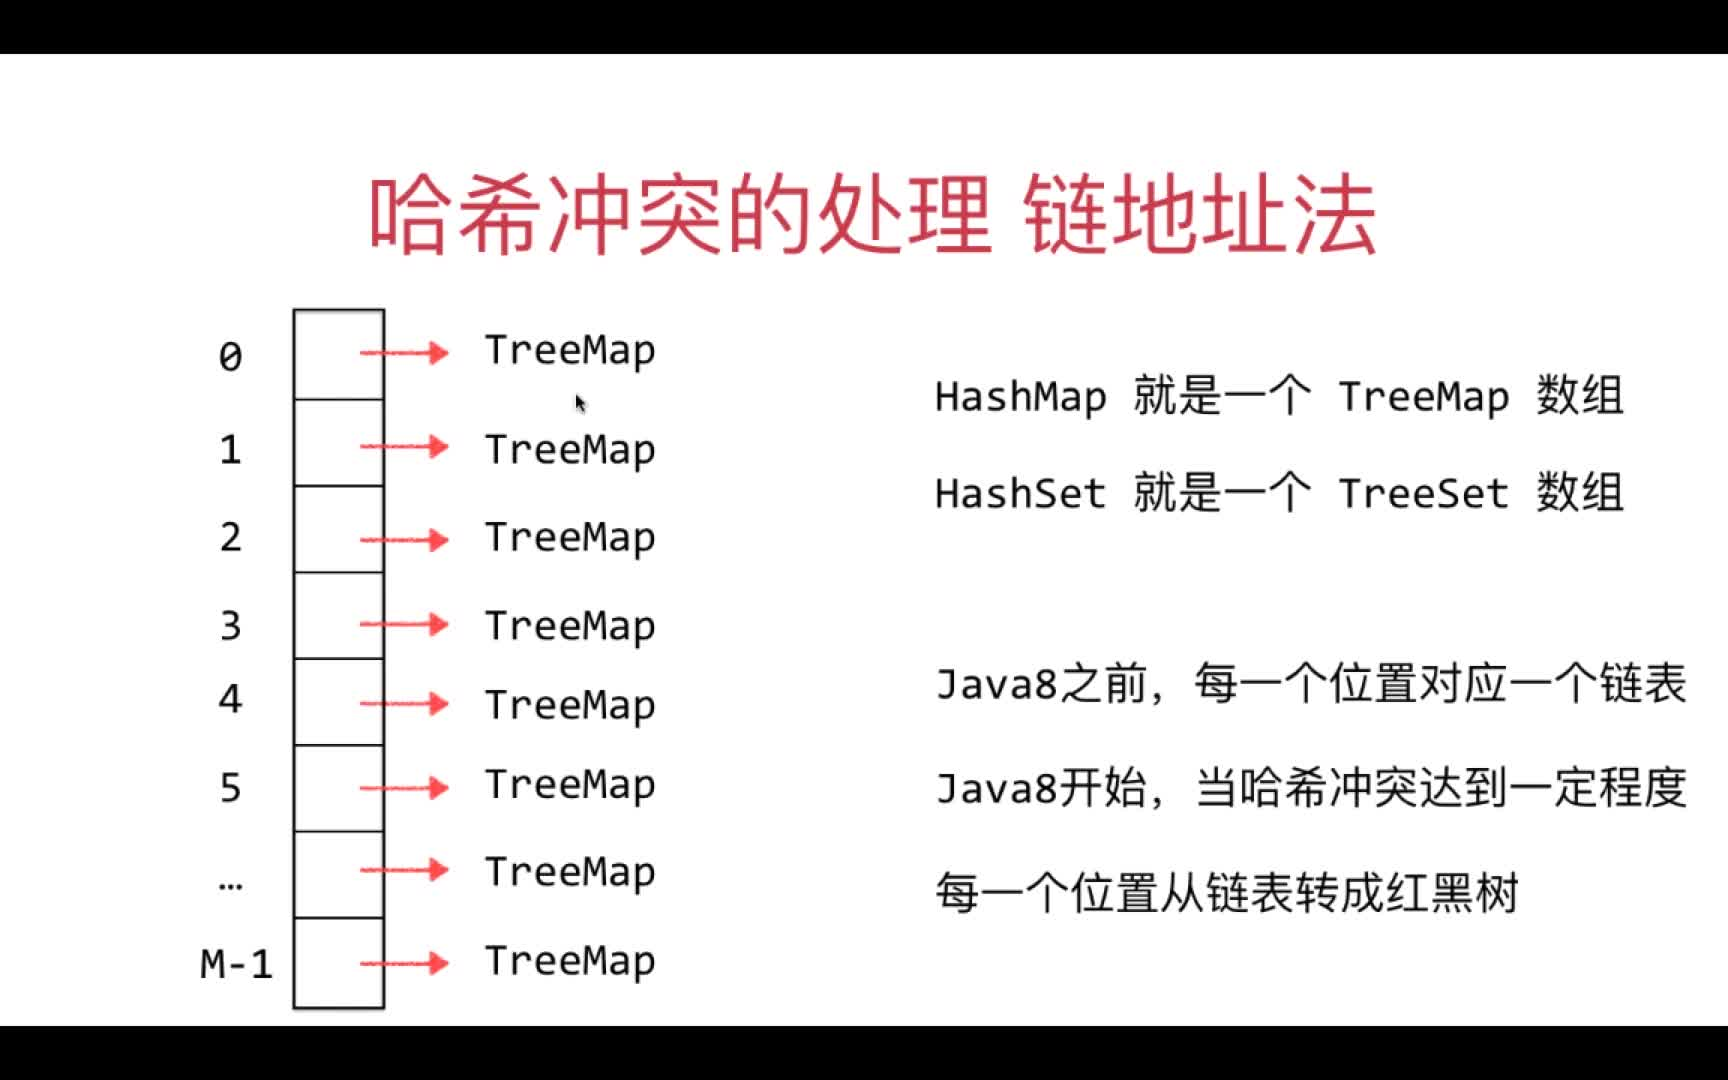 哈希冲突的处理 链地址法
0 TreeMap
1 TreeMap
2 TreeMap
3 TreeMap
4 TreeMap
5 TreeMap
… TreeMap
M-1 TreeMap
HashMap 就是一个 TreeMap 数组
HashSet 就是一个 TreeSet 数组
Java8之前，每一个位置对应一个链表
Java8开始，当哈希冲突达到一定程度
每一个位置从链表转成红黑树